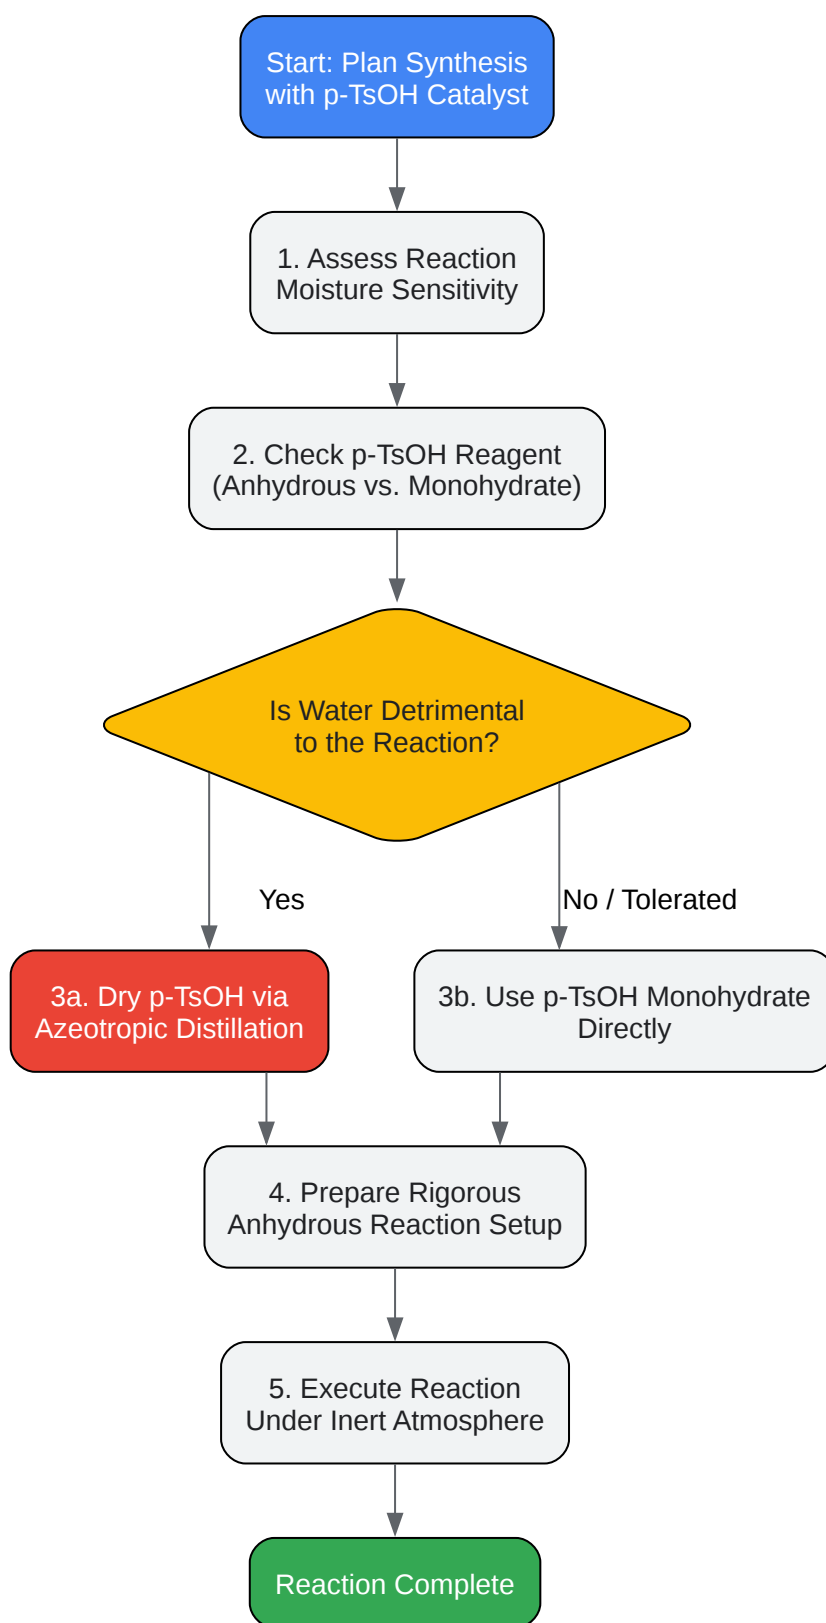 Start: Plan Synthesis
with p-TsOH Catalyst
1. Assess Reaction
Moisture Sensitivity
2. Check p-TsOH Reagent
(Anhydrous vs. Monohydrate)
Is Water Detrimental
to the Reaction?
Yes
No / Tolerated
3a. Dry p-TsOH via
Azeotropic Distillation
3b. Use p-TsOH Monohydrate
Directly
4. Prepare Rigorous
Anhydrous Reaction Setup
5. Execute Reaction
Under Inert Atmosphere
Reaction Complete